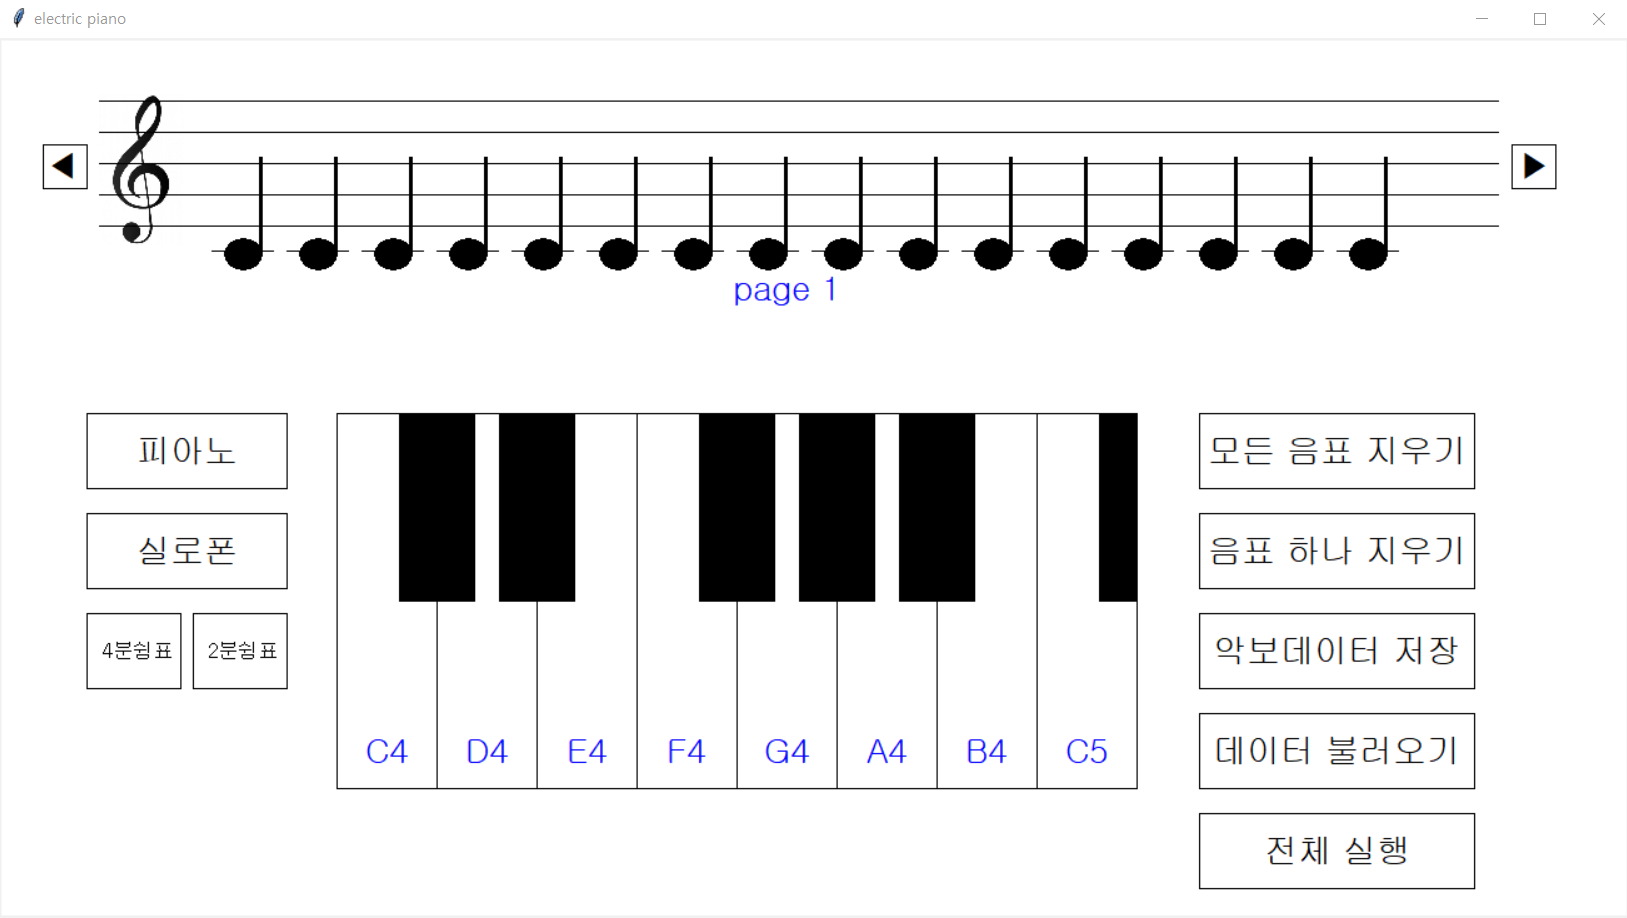 electric piano
page 1
피아노
실로폰
4분쉼표 2분쉼표
C4 D4 E4 F4 G4 A4 B4 C5
모든 음표 지우기
음표 하나 지우기
악보데이터 저장
데이터 불러오기
전체 실행